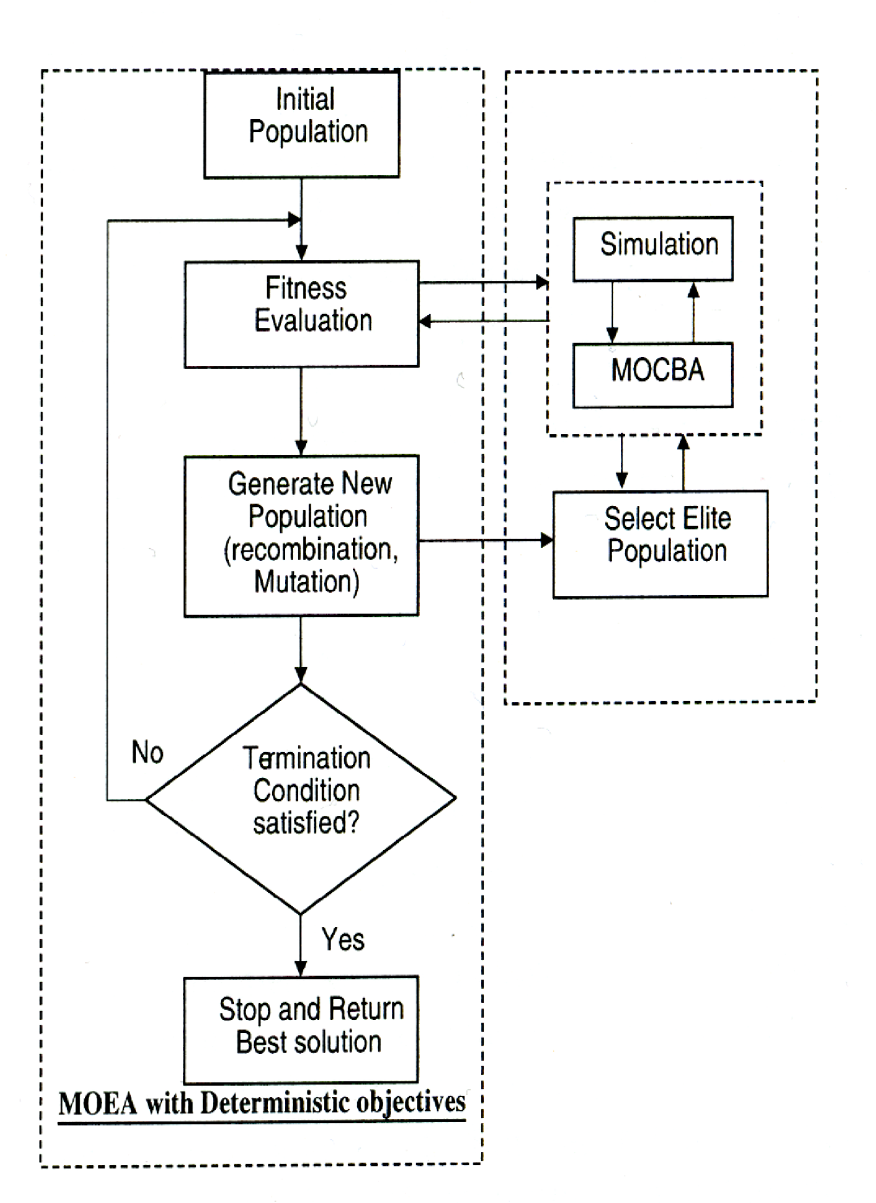 Initial
Population
Fitness
Evaluation
Generate New
Population
(recombination,
Mutation)
No
Termination
Condition
satisfied?
Yes
Stop and Return
Best solution
MOEA with Deterministic objectives
Simulation
MOCBA
Select Elite
Population